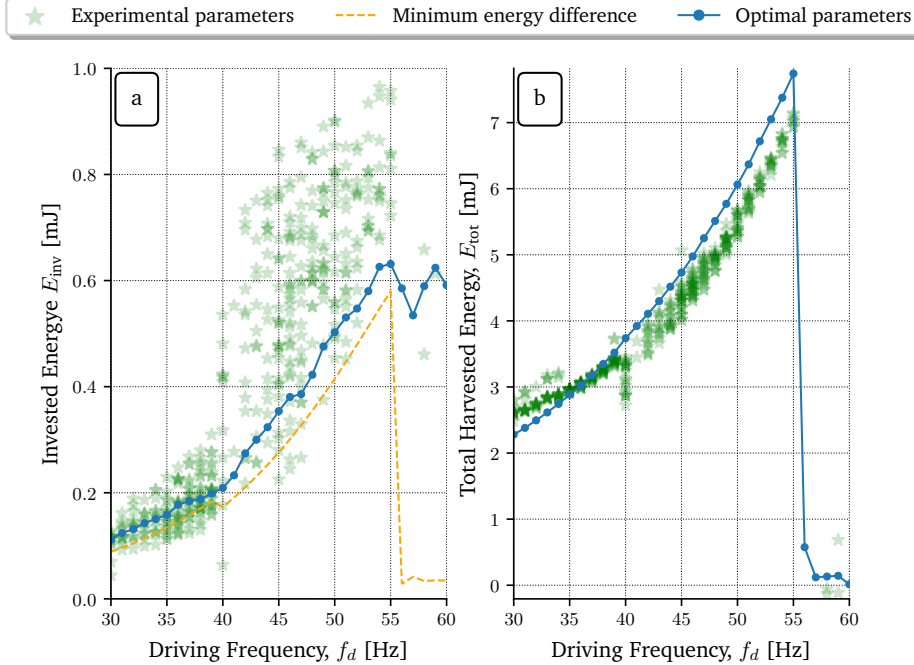 Experimental parameters
Minimum energy difference
Optimal parameters
a
b
Invested Energye E_inv [mJ]
1.0
0.8
0.6
0.4
0.2
0.0
30 35 40 45 50 55 60
Driving Frequency, f_d [Hz]
Total Harvested Energy, E_tot [mJ]
7
6
5
4
3
2
1
0
30 35 40 45 50 55 60
Driving Frequency, f_d [Hz]